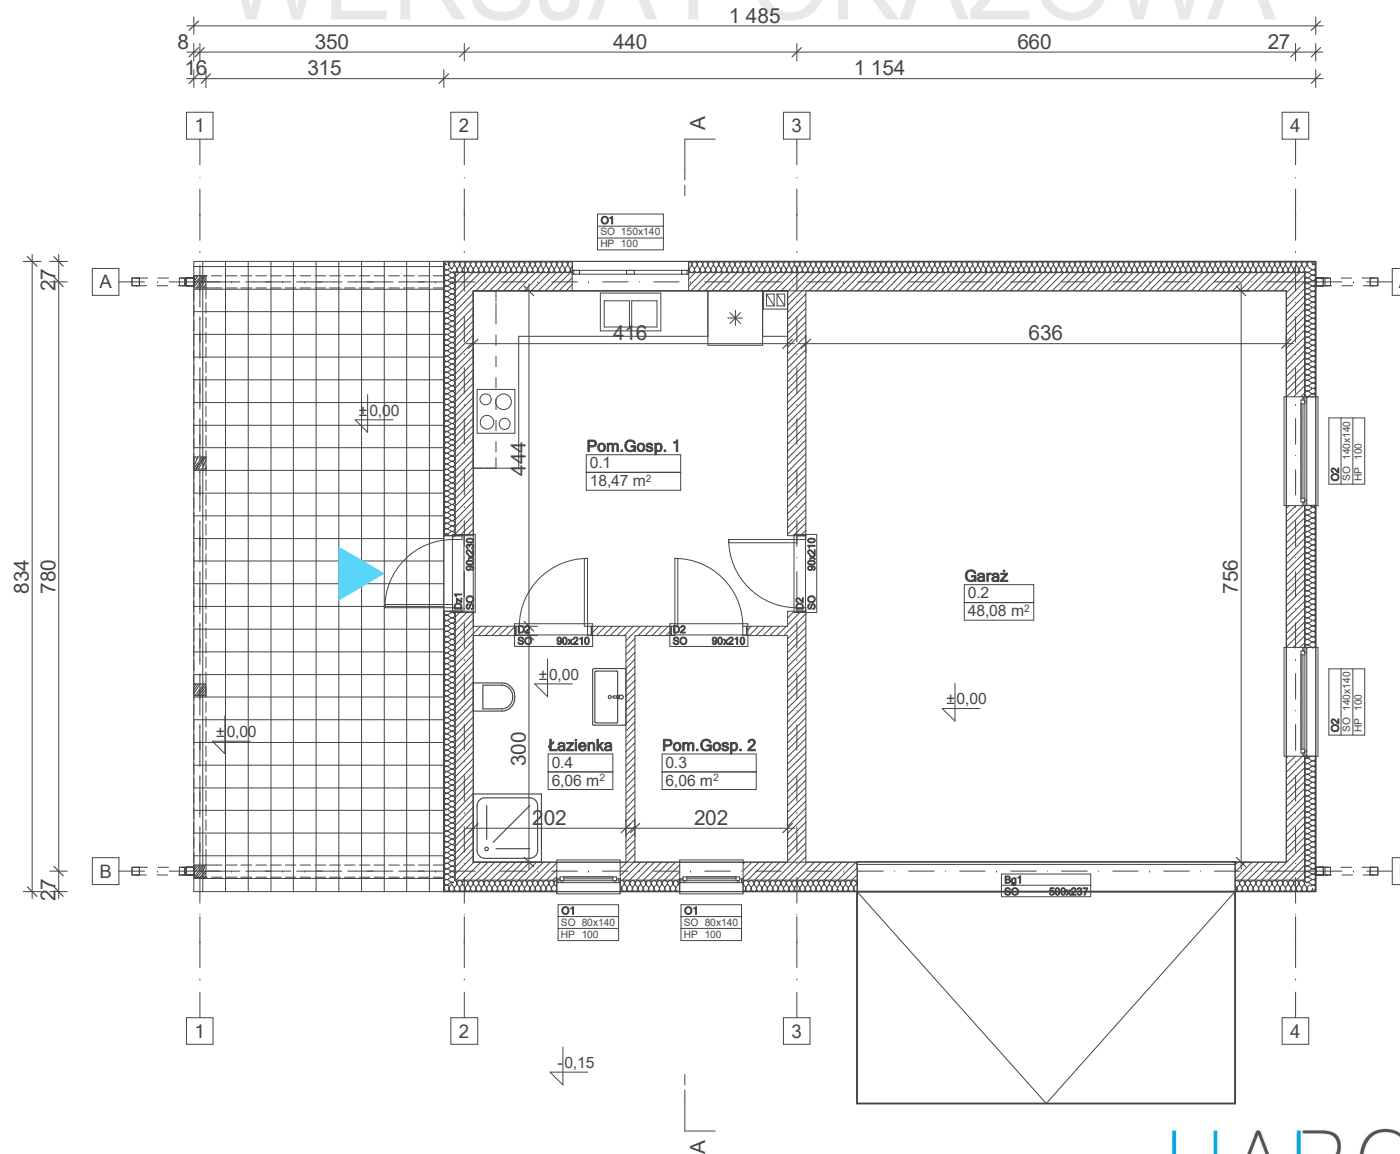 WERSJA POKAZOWA
1 485
8 350 440 660 27
16 315 1 154
1 2 A 3 4
O1
SO 150x140
HP 100
27
A
416 636
±0,00
444
Pom.Gosp. 1
0.1
18,47 m²
O2
SO 140x140
HP 100
834 780
Dz1
SO 90x230
D2
SO 90x210
756
Garaż
0.2
48,08 m²
D2
SO 90x210
D2
SO 90x210
±0,00
±0,00
±0,00
300
Łazienka
0.4
6,06 m²
Pom.Gosp. 2
0.3
6,06 m²
O2
SO 140x140
HP 100
202 202
B
27
Bg1
SO 500x237
O1
SO 80x140
HP 100
O1
SO 80x140
HP 100
1 2 3 4
-0,15
A